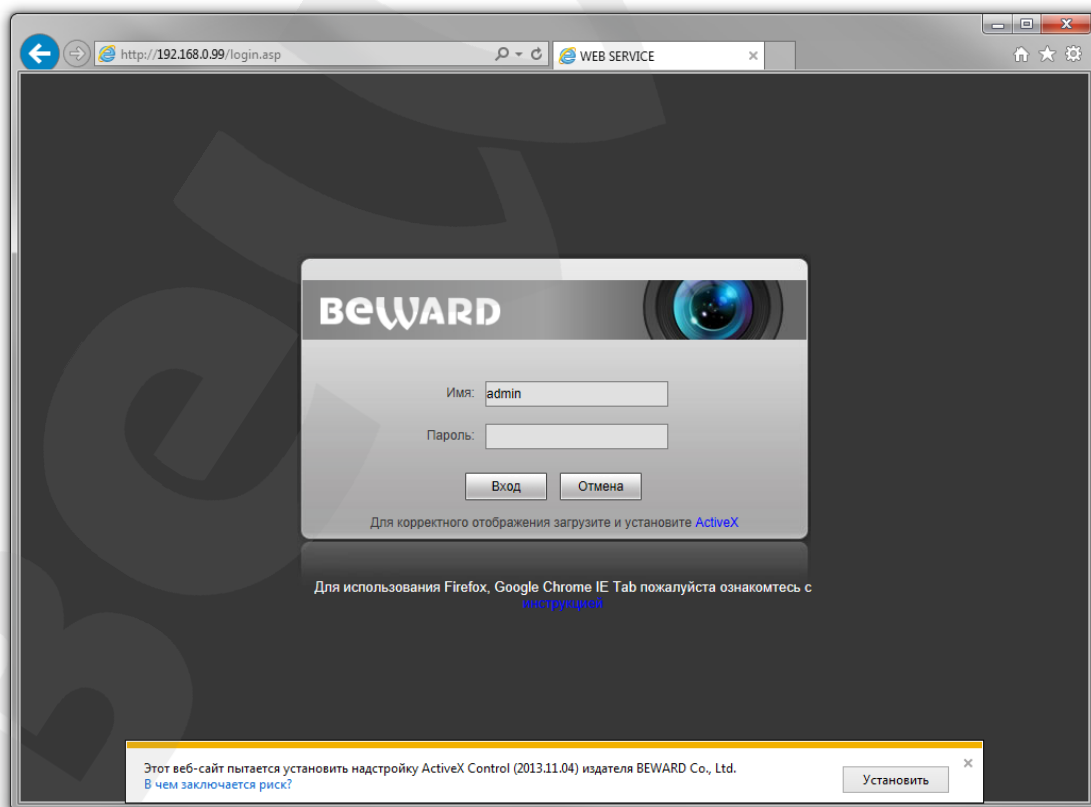 http://192.168.0.99/login.asp
WEB SERVICE
BEWARD
Имя: admin
Пароль:
Вход
Отмена
Для корректного отображения загрузите и установите ActiveX
Для использования Firefox, Google Chrome IE Tab пожалуйста ознакомтесь с
инструкцией
Этот веб-сайт пытается установить надстройку ActiveX Control (2013.11.04) издателя BEWARD Co., Ltd.
В чем заключается риск?
Установить